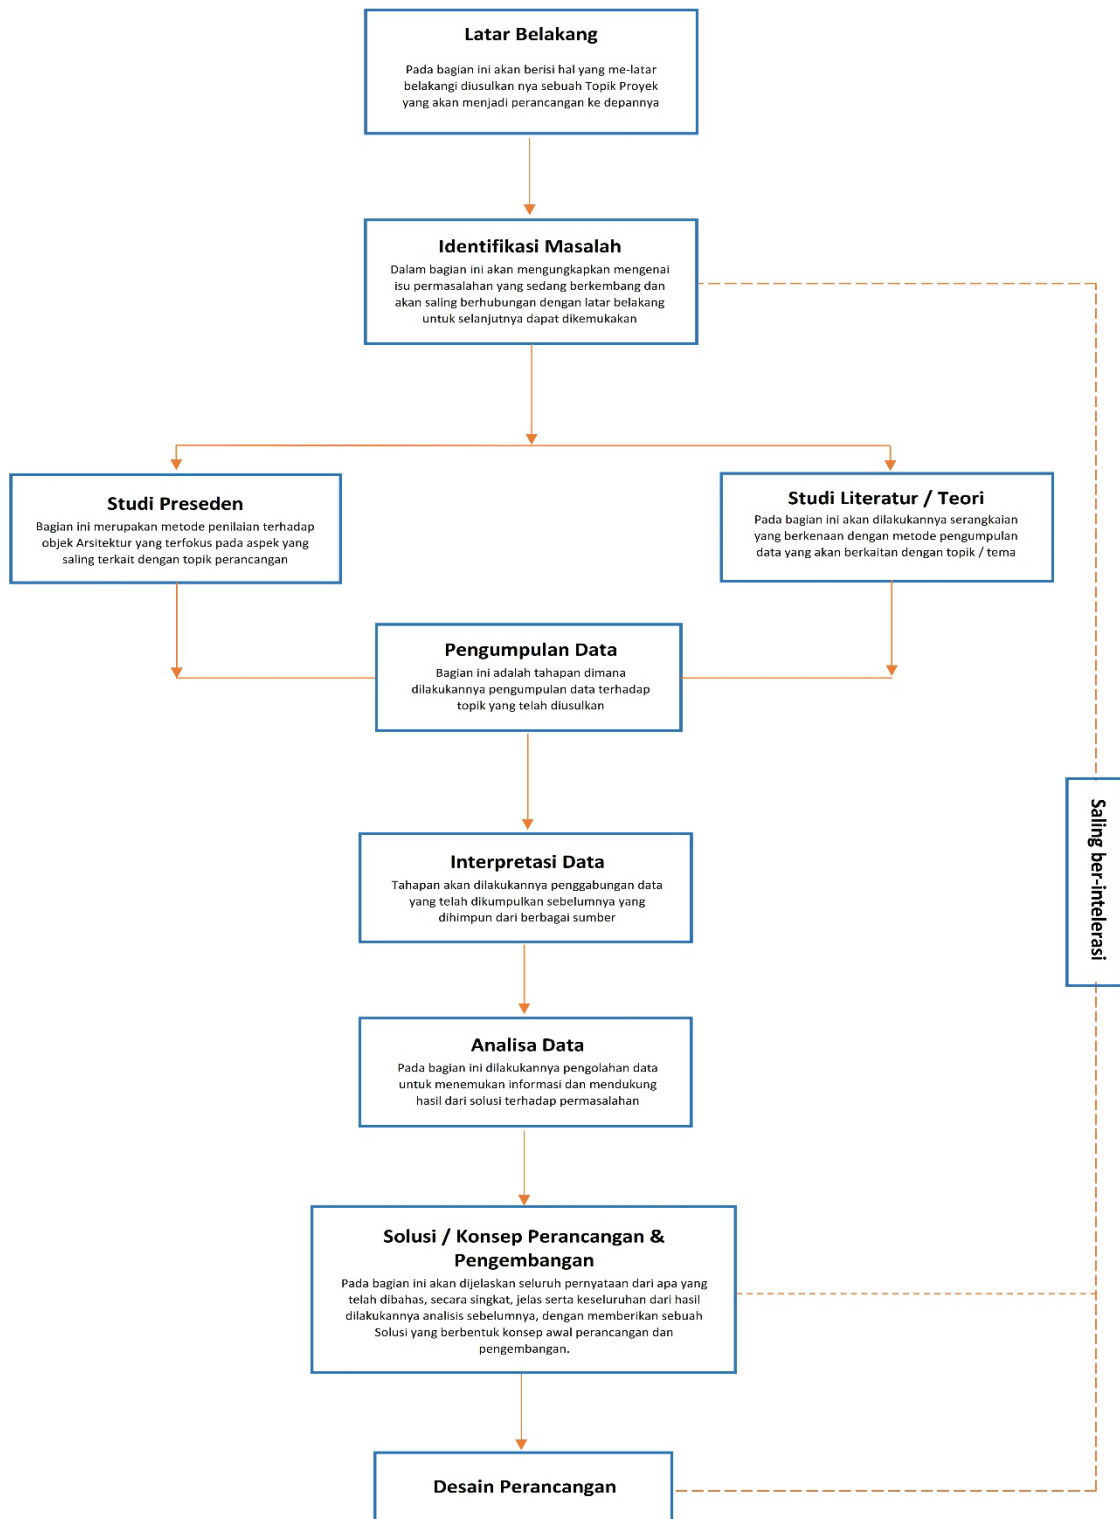 Latar Belakang
Pada bagian ini akan berisi hal yang me-latar
belakangi diusulkan nya sebuah Topik Proyek
yang akan menjadi perancangan ke depannya
Identifikasi Masalah
Dalam bagian ini akan mengungkapkan mengenai
isu permasalahan yang sedang berkembang dan
akan saling berhubungan dengan latar belakang
untuk selanjutnya dapat dikemukakan
Studi Preseden
Bagian ini merupakan metode penilaian terhadap
objek Arsitektur yang terfokus pada aspek yang
saling terkait dengan topik perancangan
Studi Literatur / Teori
Pada bagian ini akan dilakukannya serangkaian
yang berkenaan dengan metode pengumpulan
data yang akan berkaitan dengan topik / tema
Pengumpulan Data
Bagian ini adalah tahapan dimana
dilakukannya pengumpulan data terhadap
topik yang telah diusulkan
Interpretasi Data
Tahapan akan dilakukannya penggabungan data
yang telah dikumpulkan sebelumnya yang
dihimpun dari berbagai sumber
Saling ber-intelerasi
Analisa Data
Pada bagian ini dilakukannya pengolahan data
untuk menemukan informasi dan mendukung
hasil dari solusi terhadap permasalahan
Solusi / Konsep Perancangan &
Pengembangan
Pada bagian ini akan dijelaskan seluruh pernyataan dari apa yang
telah dibahas, secara singkat, jelas serta keseluruhan dari hasil
dilakukannya analisis sebelumnya, dengan memberikan sebuah
Solusi yang berbentuk konsep awal perancangan dan
pengembangan.
Desain Perancangan